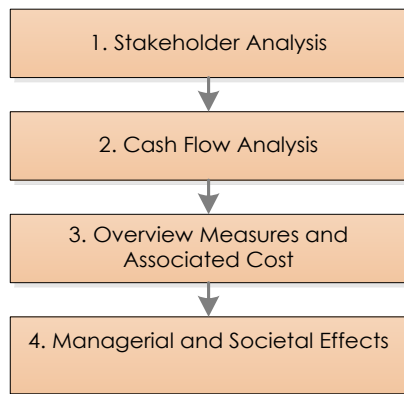 1. Stakeholder Analysis
2. Cash Flow Analysis
3. Overview Measures and
Associated Cost
4. Managerial and Societal Effects